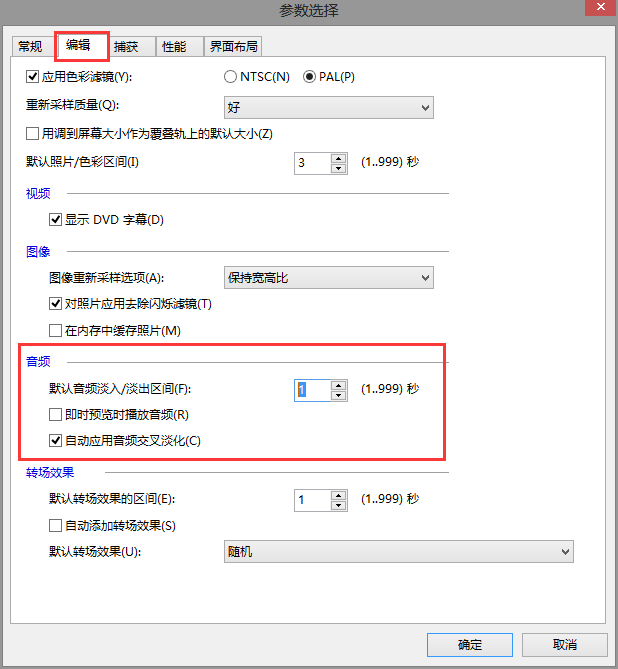 参数选择
常规 编辑 捕获 性能 界面布局
应用色彩滤镜(Y): NTSC(N) PAL(P)
重新采样质量(Q): 好
用调到屏幕大小作为覆叠轨上的默认大小(Z)
默认照片/色彩区间(I) 3 (1..999) 秒
视频
显示 DVD 字幕(D)
图像
图像重新采样选项(A): 保持宽高比
对照片应用去除闪烁滤镜(T)
在内存中缓存照片(M)
音频
默认音频淡入/淡出区间(F): 1 (1..999) 秒
即时预览时播放音频(R)
自动应用音频交叉淡化(C)
转场效果
默认转场效果的区间(E): 1 (1..999) 秒
自动添加转场效果(S)
默认转场效果(U): 随机
确定 取消